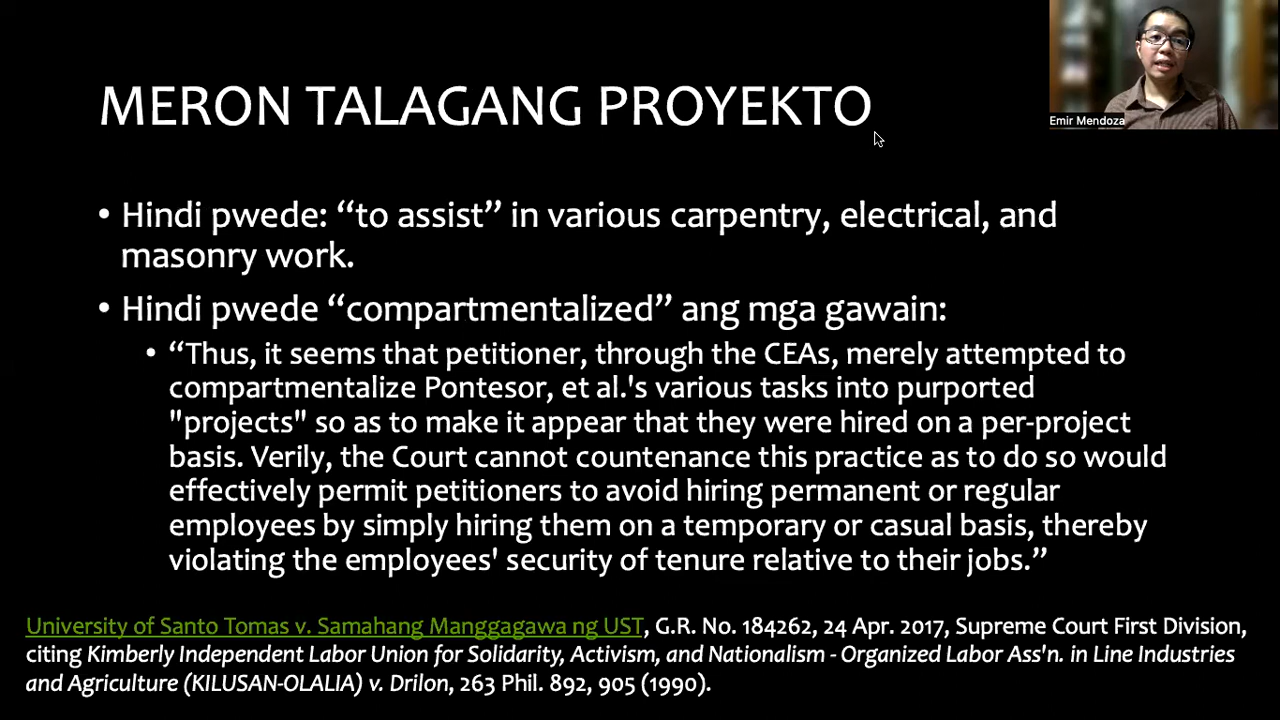 MERON TALAGANG PROYEKTO
Emir Mendoza
• Hindi pwede: “to assist” in various carpentry, electrical, and
masonry work.
• Hindi pwede “compartmentalized” ang mga gawain:
• “Thus, it seems that petitioner, through the CEAs, merely attempted to
compartmentalize Pontesor, et al.'s various tasks into purported
"projects" so as to make it appear that they were hired on a per-project
basis. Verily, the Court cannot countenance this practice as to do so would
effectively permit petitioners to avoid hiring permanent or regular
employees by simply hiring them on a temporary or casual basis, thereby
violating the employees' security of tenure relative to their jobs.”
University of Santo Tomas v. Samahang Manggagawa ng UST, G.R. No. 184262, 24 Apr. 2017, Supreme Court First Division,
citing Kimberly Independent Labor Union for Solidarity, Activism, and Nationalism - Organized Labor Ass'n. in Line Industries
and Agriculture (KILUSAN-OLALIA) v. Drilon, 263 Phil. 892, 905 (1990).